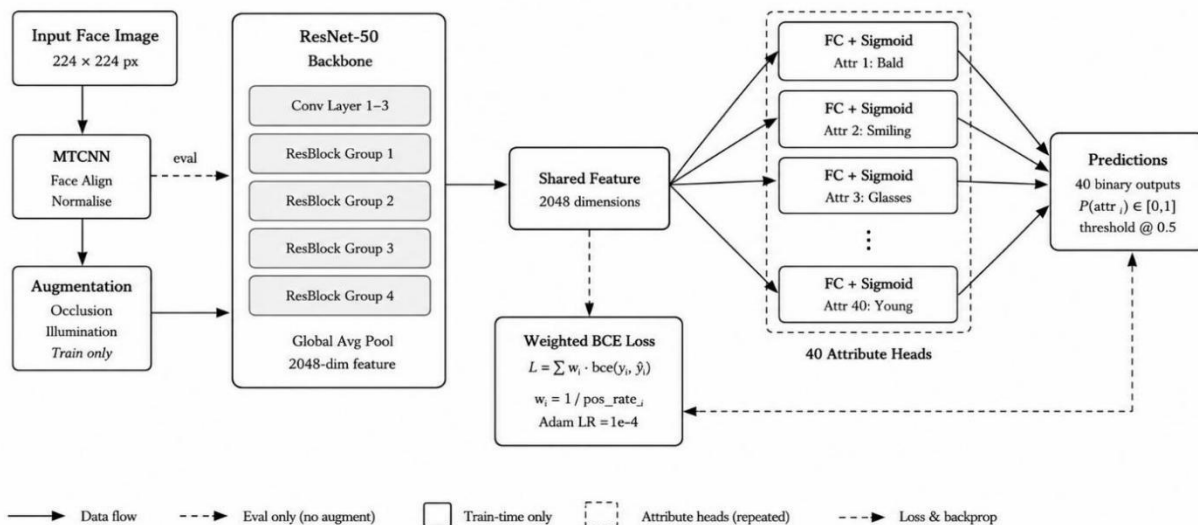 Input Face Image
224 × 224 px
MTCNN
Face Align
Normalise
eval
Augmentation
Occlusion
Illumination
Train only
ResNet-50
Backbone
Conv Layer 1–3
ResBlock Group 1
ResBlock Group 2
ResBlock Group 3
ResBlock Group 4
Global Avg Pool
2048-dim feature
Shared Feature
2048 dimensions
Weighted BCE Loss
L = ∑ wᵢ · bce(yᵢ, ŷᵢ)
wᵢ = 1 / pos_rate_i
Adam LR = 1e–4
FC + Sigmoid
Attr 1: Bald
FC + Sigmoid
Attr 2: Smiling
FC + Sigmoid
Attr 3: Glasses
⋮
FC + Sigmoid
Attr 40: Young
40 Attribute Heads
Predictions
40 binary outputs
P(attr i) ∈ [0,1]
threshold @ 0.5
Data flow
Eval only (no augment)
Train-time only
Attribute heads (repeated)
Loss & backprop